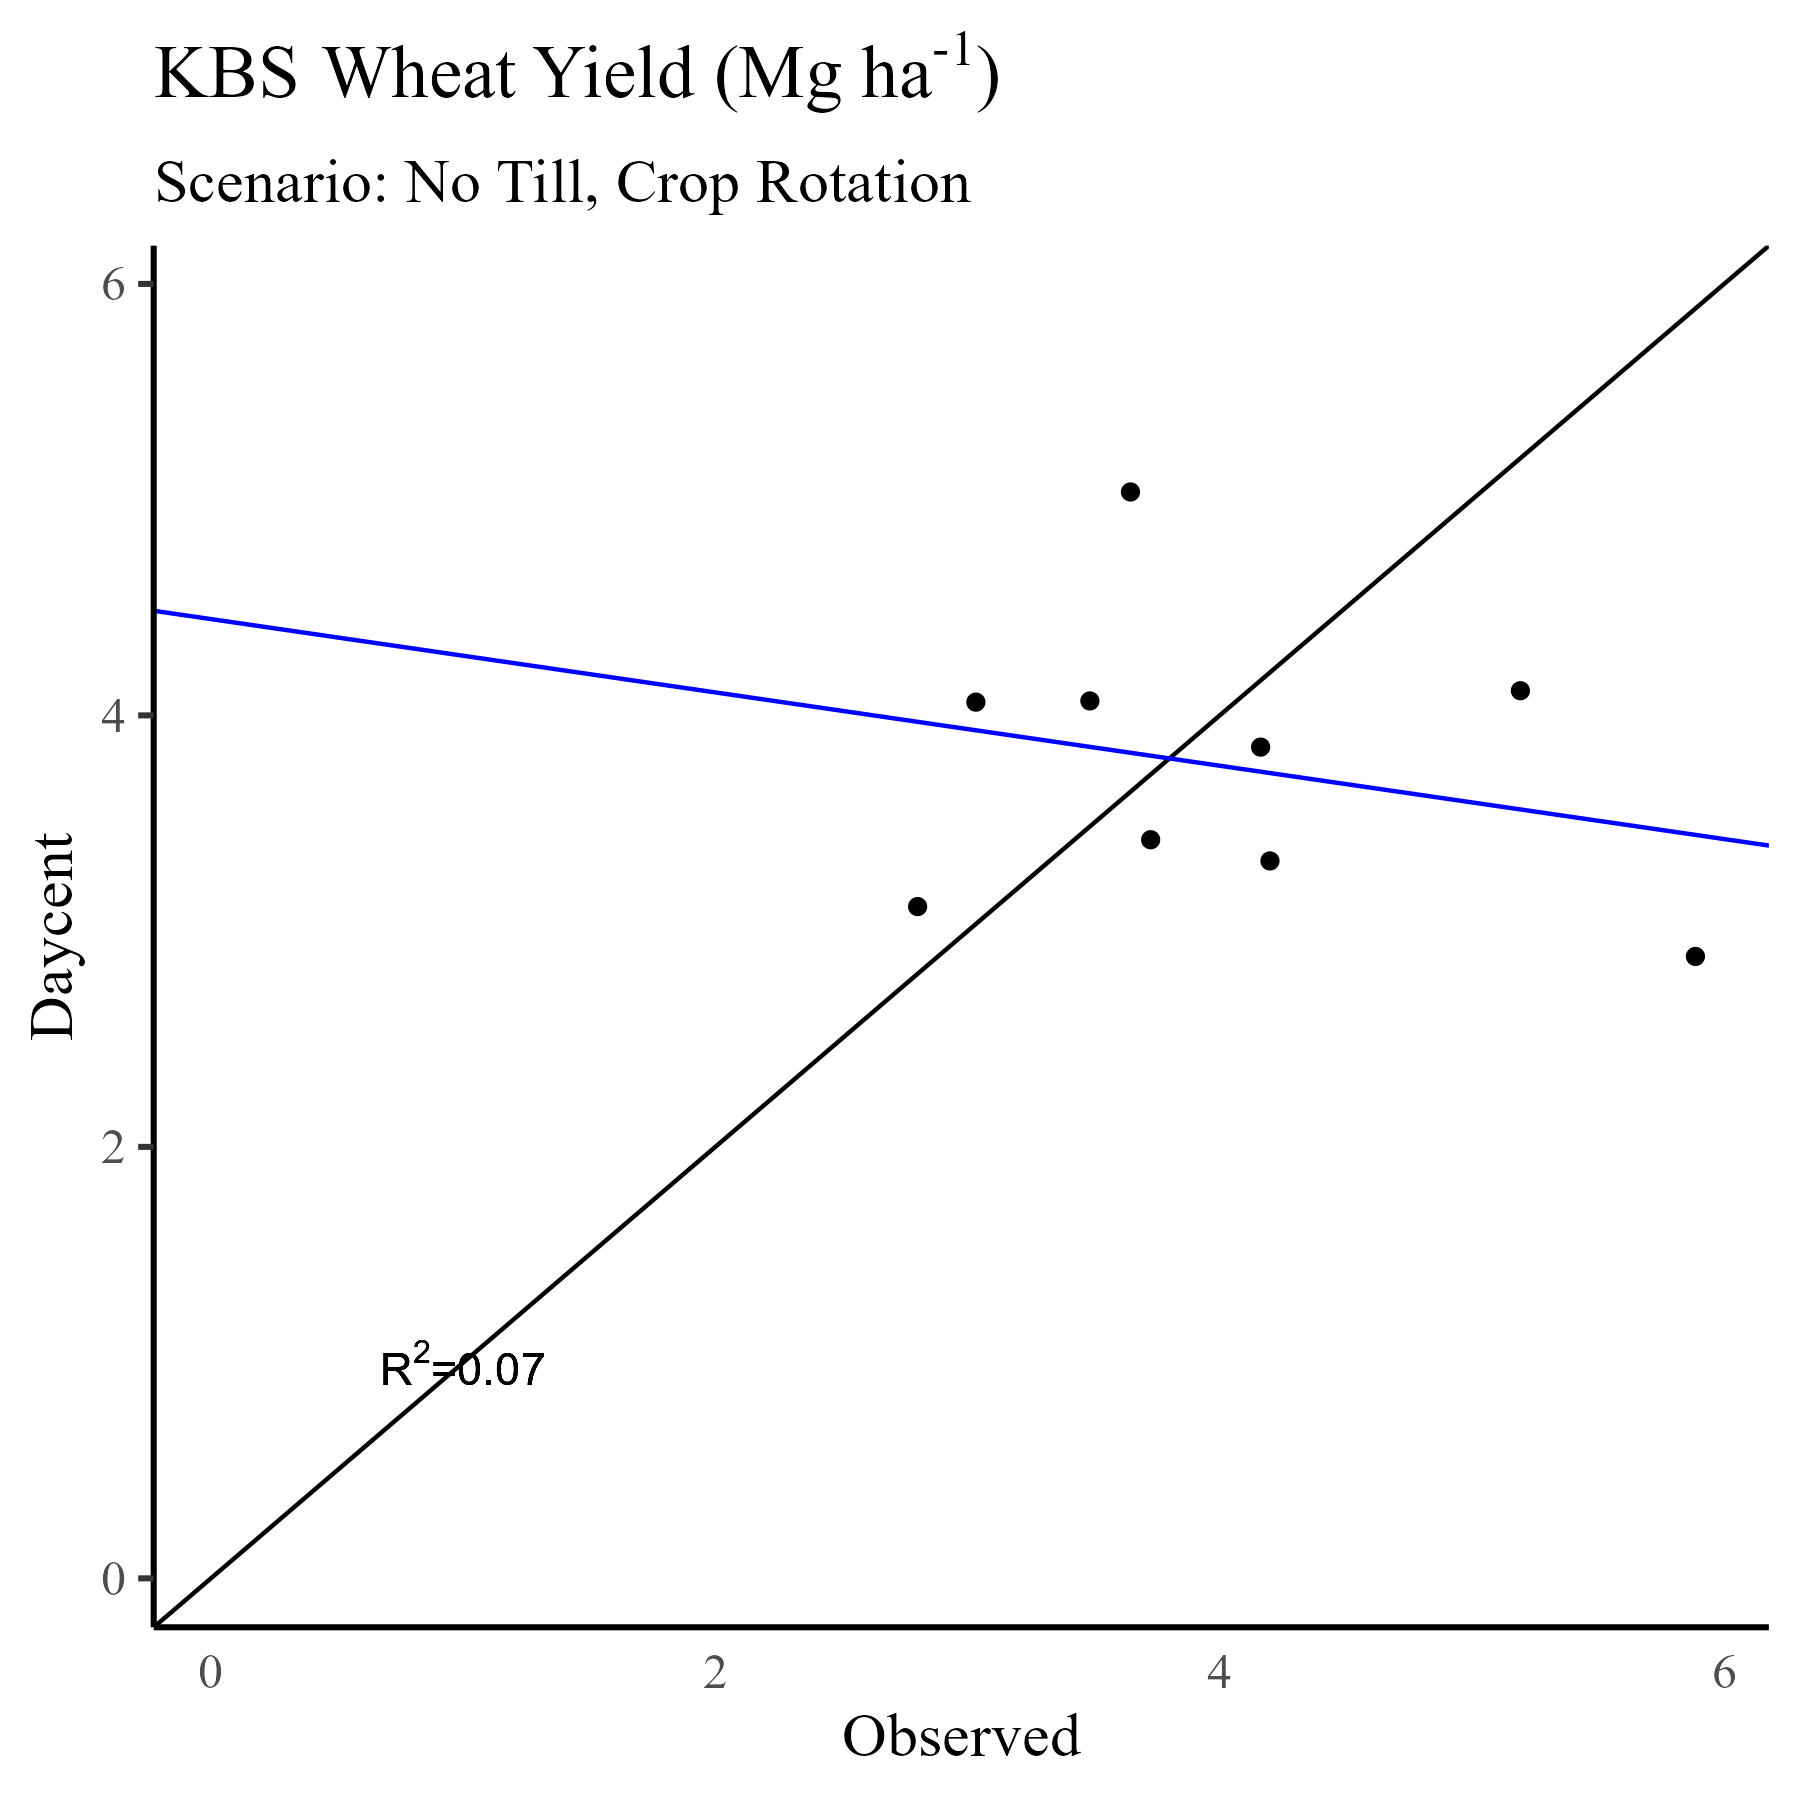 KBS Wheat Yield (Mg ha⁻¹)
Scenario: No Till, Crop Rotation
6
4
2
0
Daycent
R²=0.07
0 2 4 6
Observed